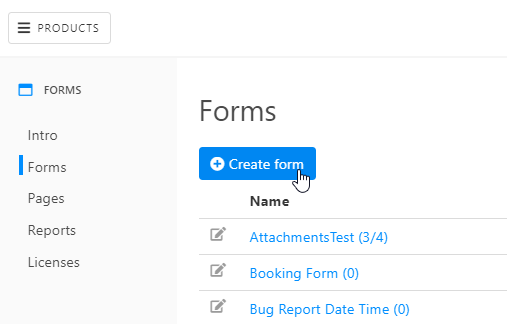 PRODUCTS
FORMS
Intro
Forms
Pages
Reports
Licenses
Forms
Create form
Name
AttachmentsTest (3/4)
Booking Form (0)
Bug Report Date Time (0)